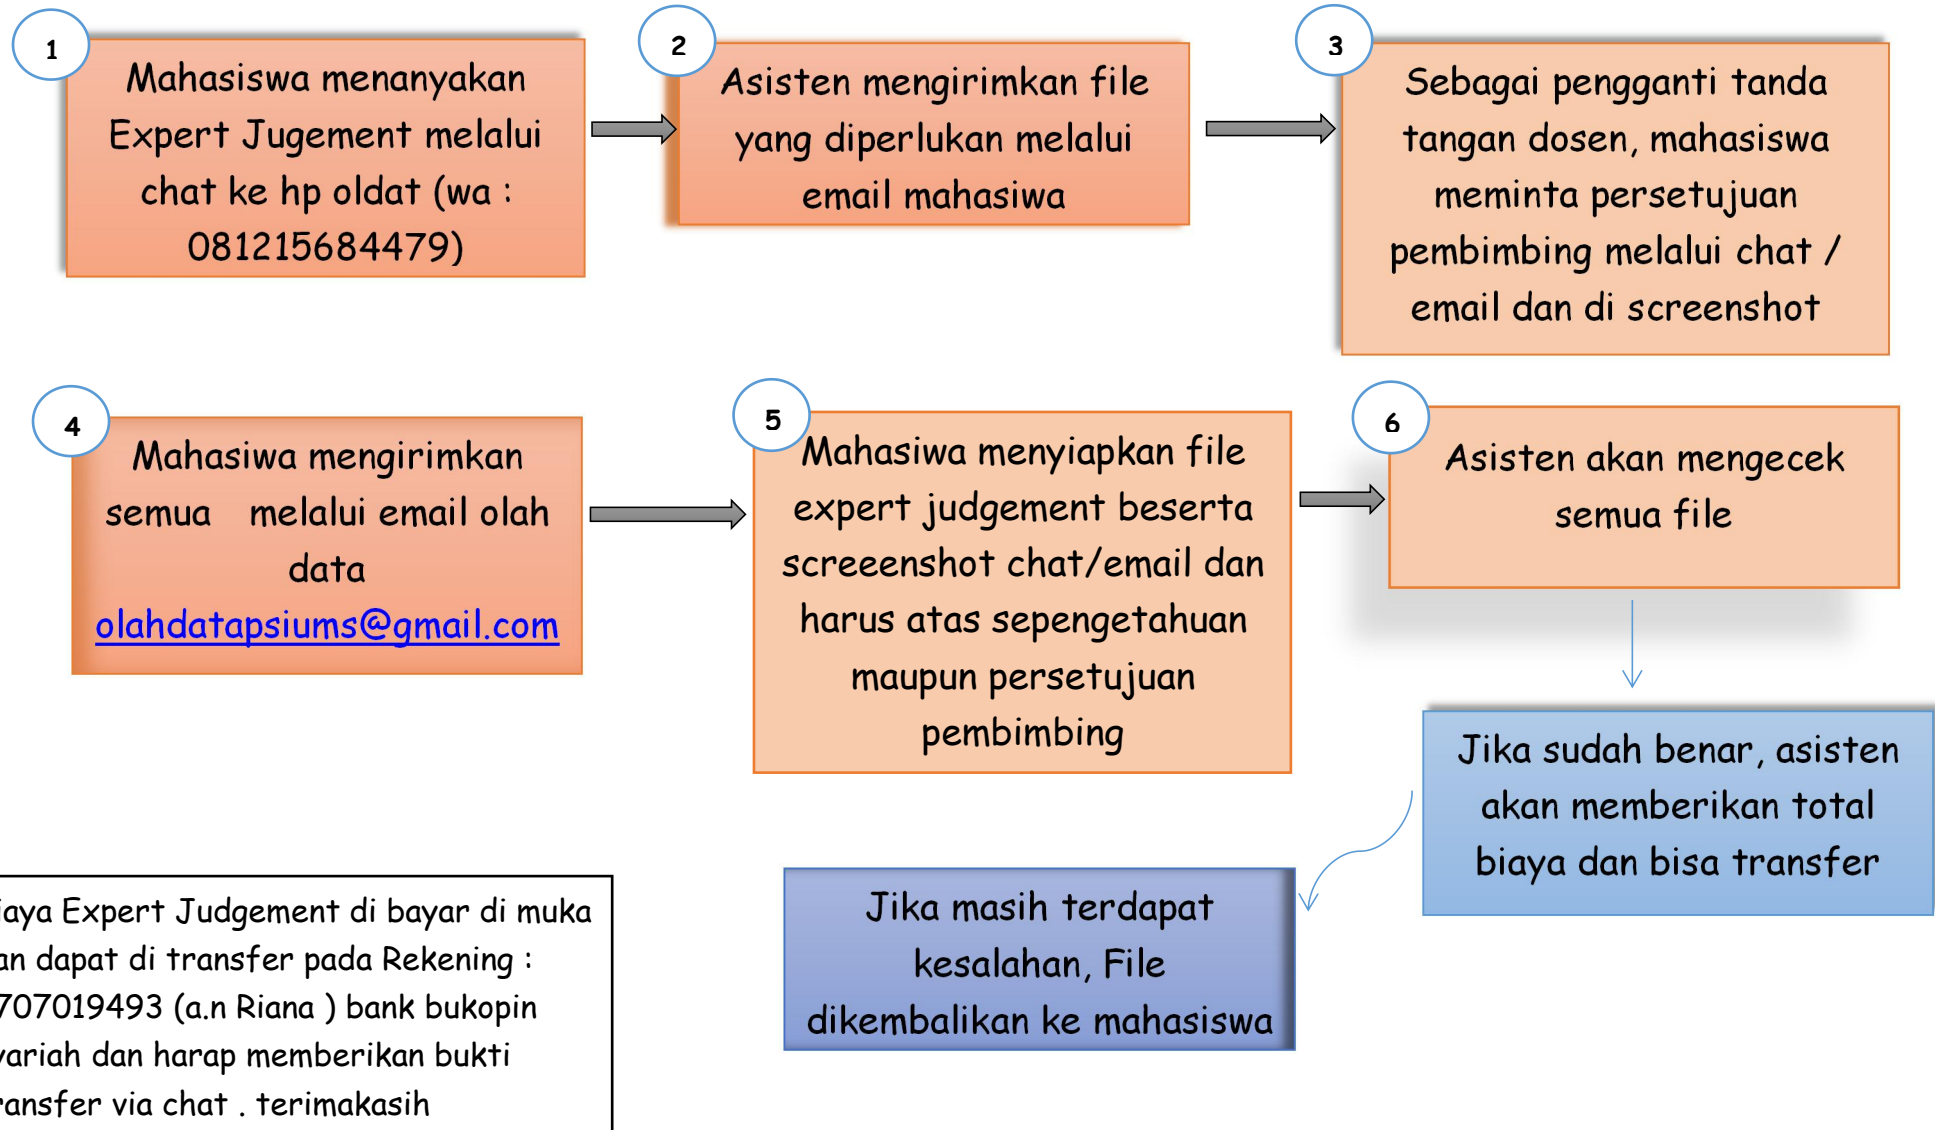 1
Mahasiswa menanyakan
Expert Jugement melalui
chat ke hp oldat (wa :
081215684479)
2
Asisten mengirimkan file
yang diperlukan melalui
email mahasiwa
3
Sebagai pengganti tanda
tangan dosen, mahasiswa
meminta persetujuan
pembimbing melalui chat /
email dan di screenshot
4
Mahasiwa mengirimkan
semua melalui email olah
data
olahdatapsiums@gmail.com
5
Mahasiwa menyiapkan file
expert judgement beserta
screeenshot chat/email dan
harus atas sepengetahuan
maupun persetujuan
pembimbing
6
Asisten akan mengecek
semua file
Jika sudah benar, asisten
akan memberikan total
biaya dan bisa transfer
Jika masih terdapat
kesalahan, File
dikembalikan ke mahasiswa
iaya Expert Judgement di bayar di muka
an dapat di transfer pada Rekening :
707019493 (a.n Riana ) bank bukopin
yariah dan harap memberikan bukti
ransfer via chat . terimakasih